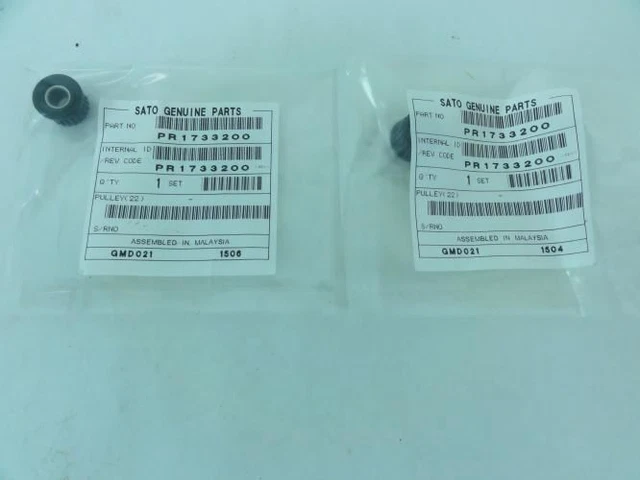 SATO GENUINE PARTS
PART NO
PR1733200
INTERNAL ID
/REV CODE PR1733200
Q'TY 1 SET
PULLEY(22)
S/RNO
ASSEMBLED IN MALAYSIA
GMD021 1506
SATO GENUINE PARTS
PART NO
PR1733200
INTERNAL ID
/REV CODE PR1733200
Q'TY 1 SET
PULLEY(22)
S/RNO
ASSEMBLED IN MALAYSIA
GMD021 1504